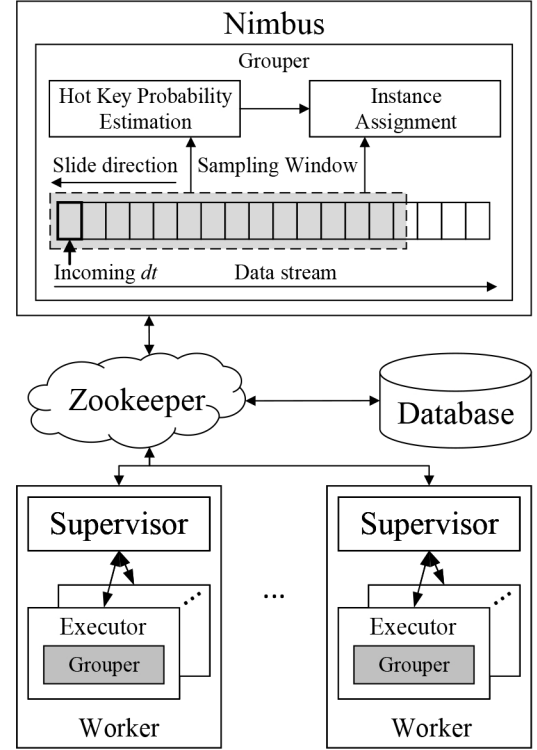 Nimbus
Grouper
Hot Key Probability
Estimation
Instance
Assignment
Slide direction
Sampling Window
Incoming dt
Data stream
Zookeeper
Database
Supervisor
Supervisor
...
...
...
Executor
Executor
Grouper
Grouper
Worker
Worker